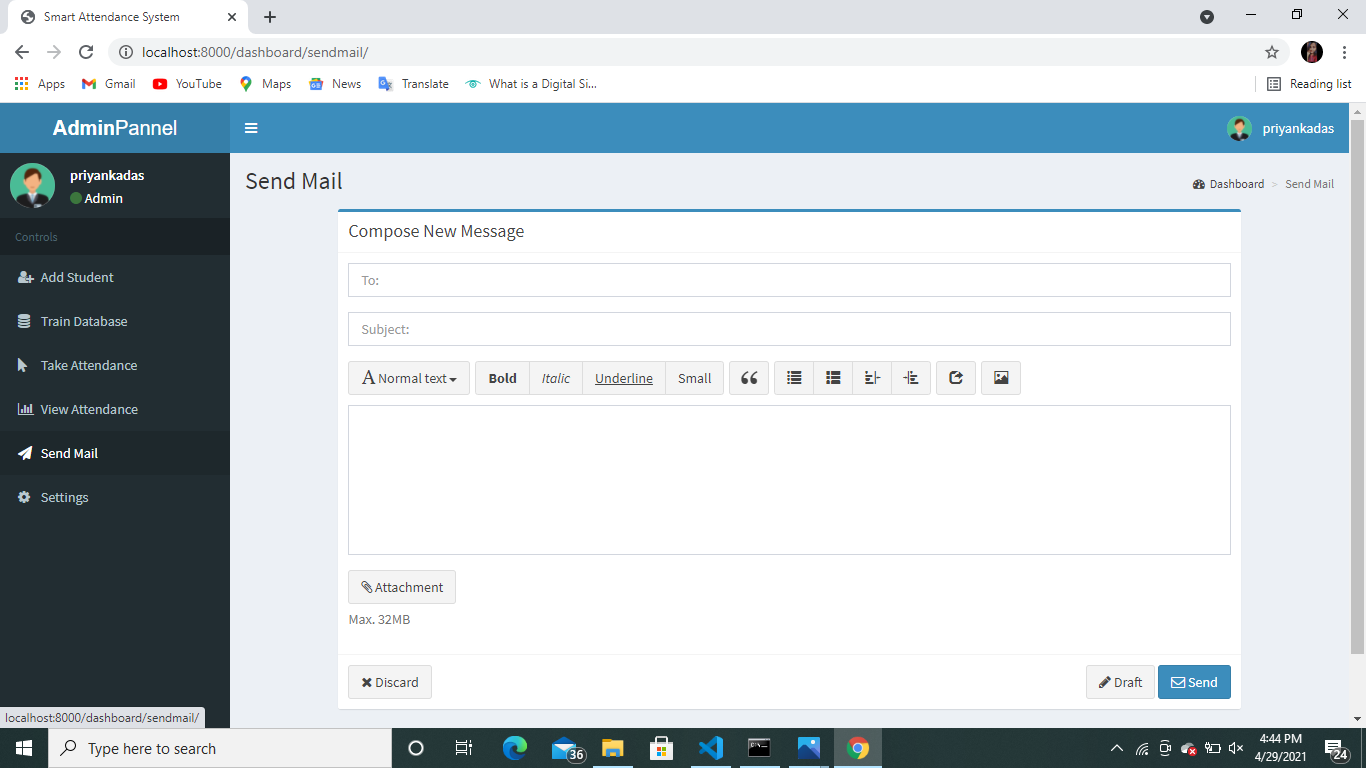 Smart Attendance System
localhost:8000/dashboard/sendmail/
Apps Gmail YouTube Maps News Translate What is a Digital Si... Reading list
AdminPannel priyankadas
priyankadas
Admin
Send Mail
Dashboard > Send Mail
Controls
Add Student
Train Database
Take Attendance
View Attendance
Send Mail
Settings
Compose New Message
To:
Subject:
A Normal text Bold Italic Underline Small
Attachment
Max. 32MB
Discard Draft Send
localhost:8000/dashboard/sendmail/
Type here to search
36
4:44 PM
4/29/2021
24